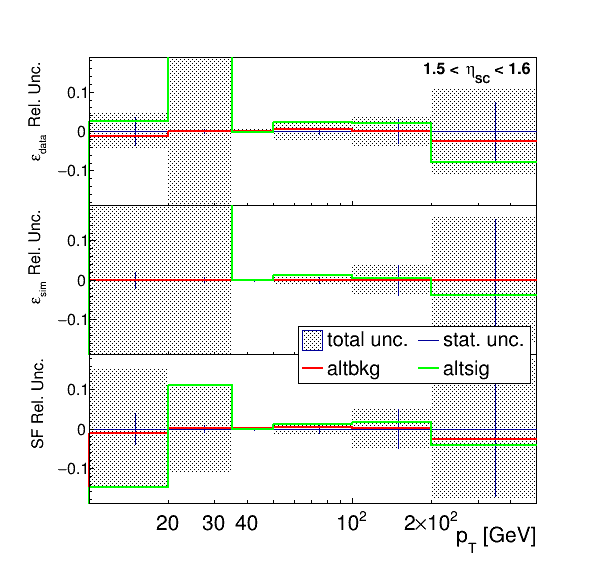 1.5 < η_SC < 1.6
ε_data Rel. Unc.
0.1
0
−0.1
ε_sim Rel. Unc.
0.1
0
−0.1
total unc. stat. unc.
altbkg altsig
SF Rel. Unc.
0.1
0
−0.1
20 30 40 10² 2×10²
p_T [GeV]